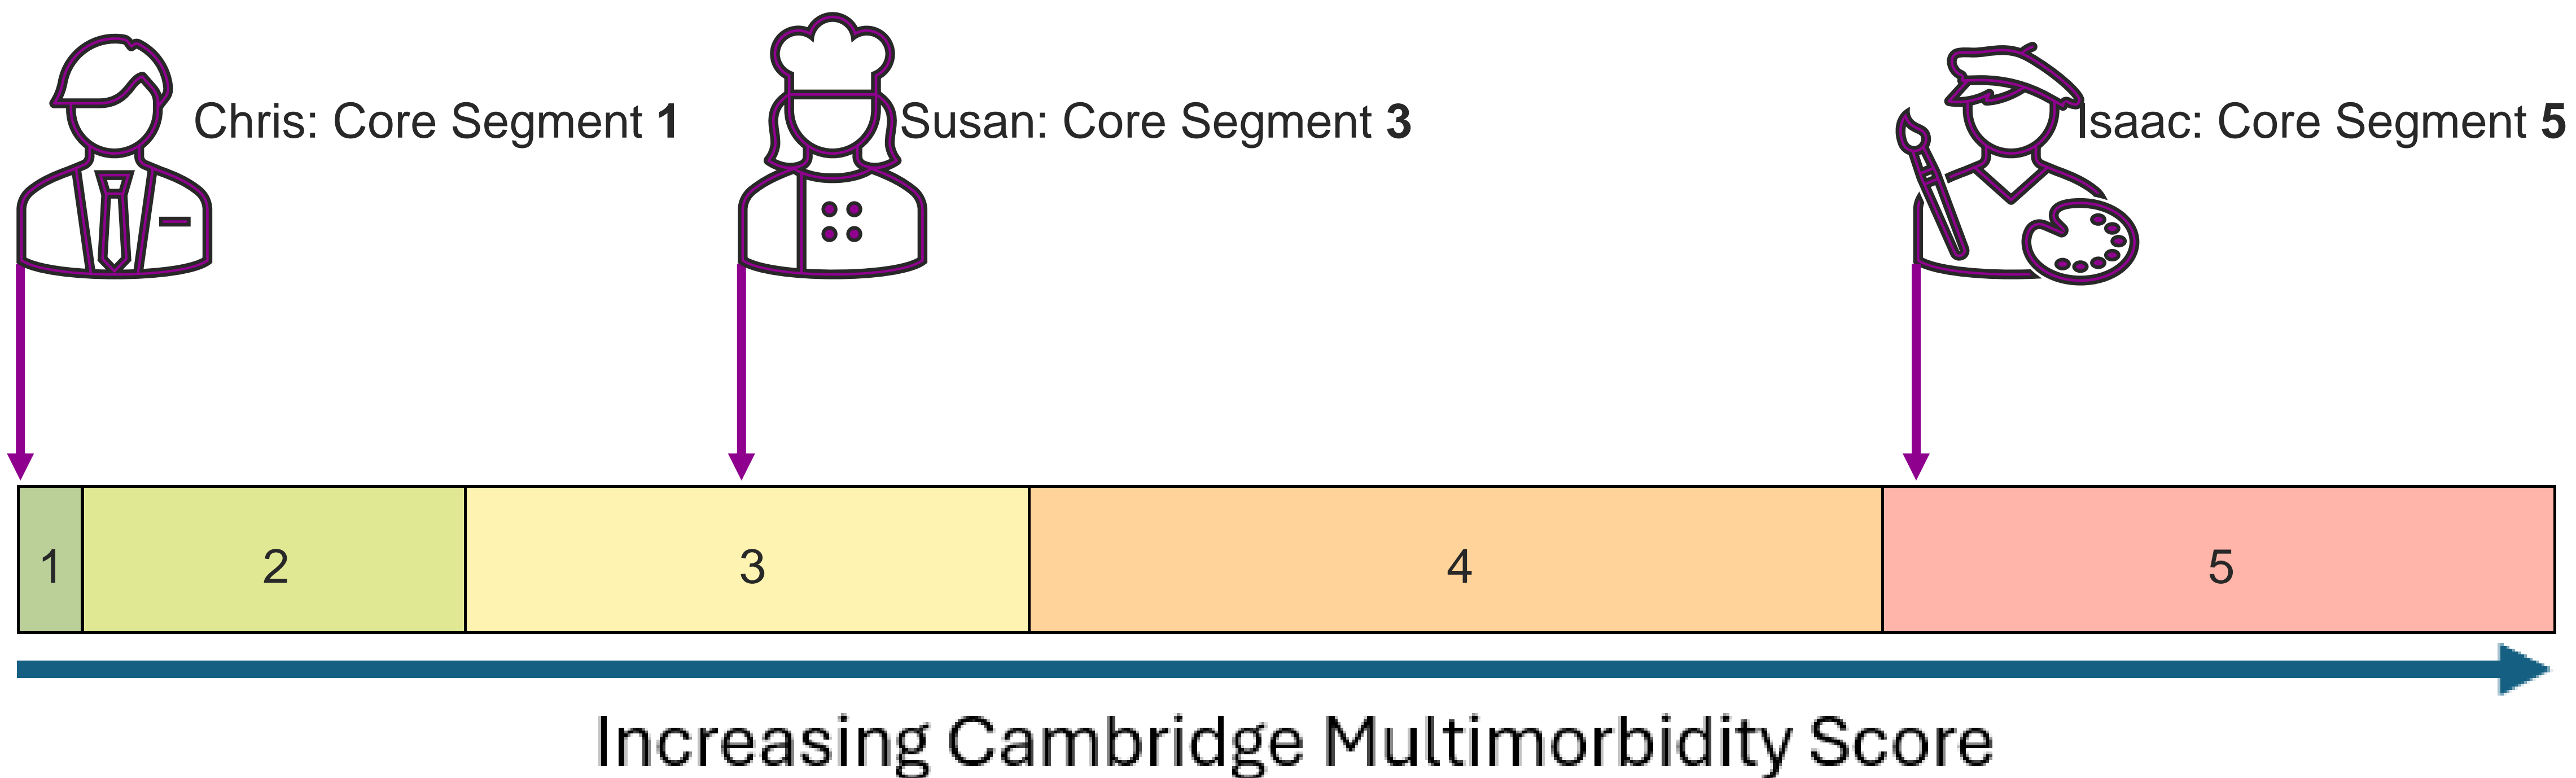 Chris: Core Segment 1
Susan: Core Segment 3
Isaac: Core Segment 5
1
2
3
4
5
Increasing Cambridge Multimorbidity Score